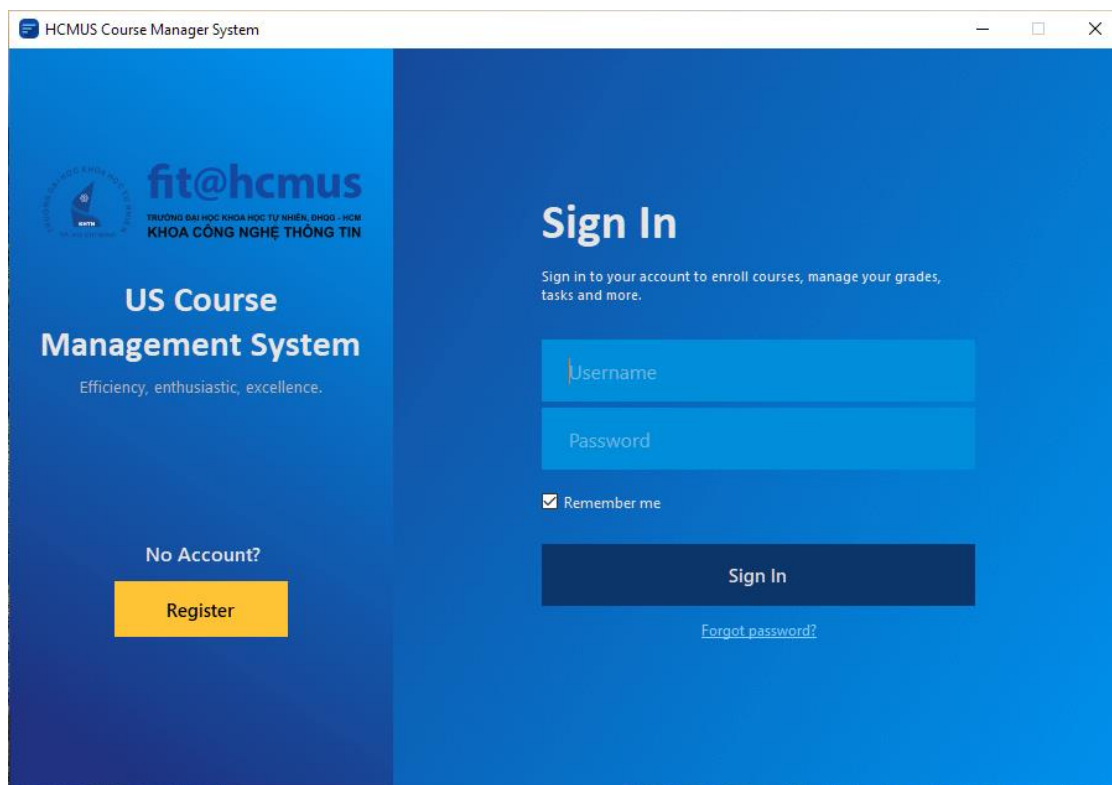 HCMUS Course Manager System
KHTN
fit@hcmus
TRƯỜNG ĐẠI HỌC KHOA HỌC TỰ NHIÊN, ĐHQG - HCM
KHOA CÔNG NGHỆ THÔNG TIN
US Course
Management System
Efficiency, enthusiastic, excellence.
No Account?
Register
Sign In
Sign in to your account to enroll courses, manage your grades,
tasks and more.
Username
Password
Remember me
Sign In
Forgot password?